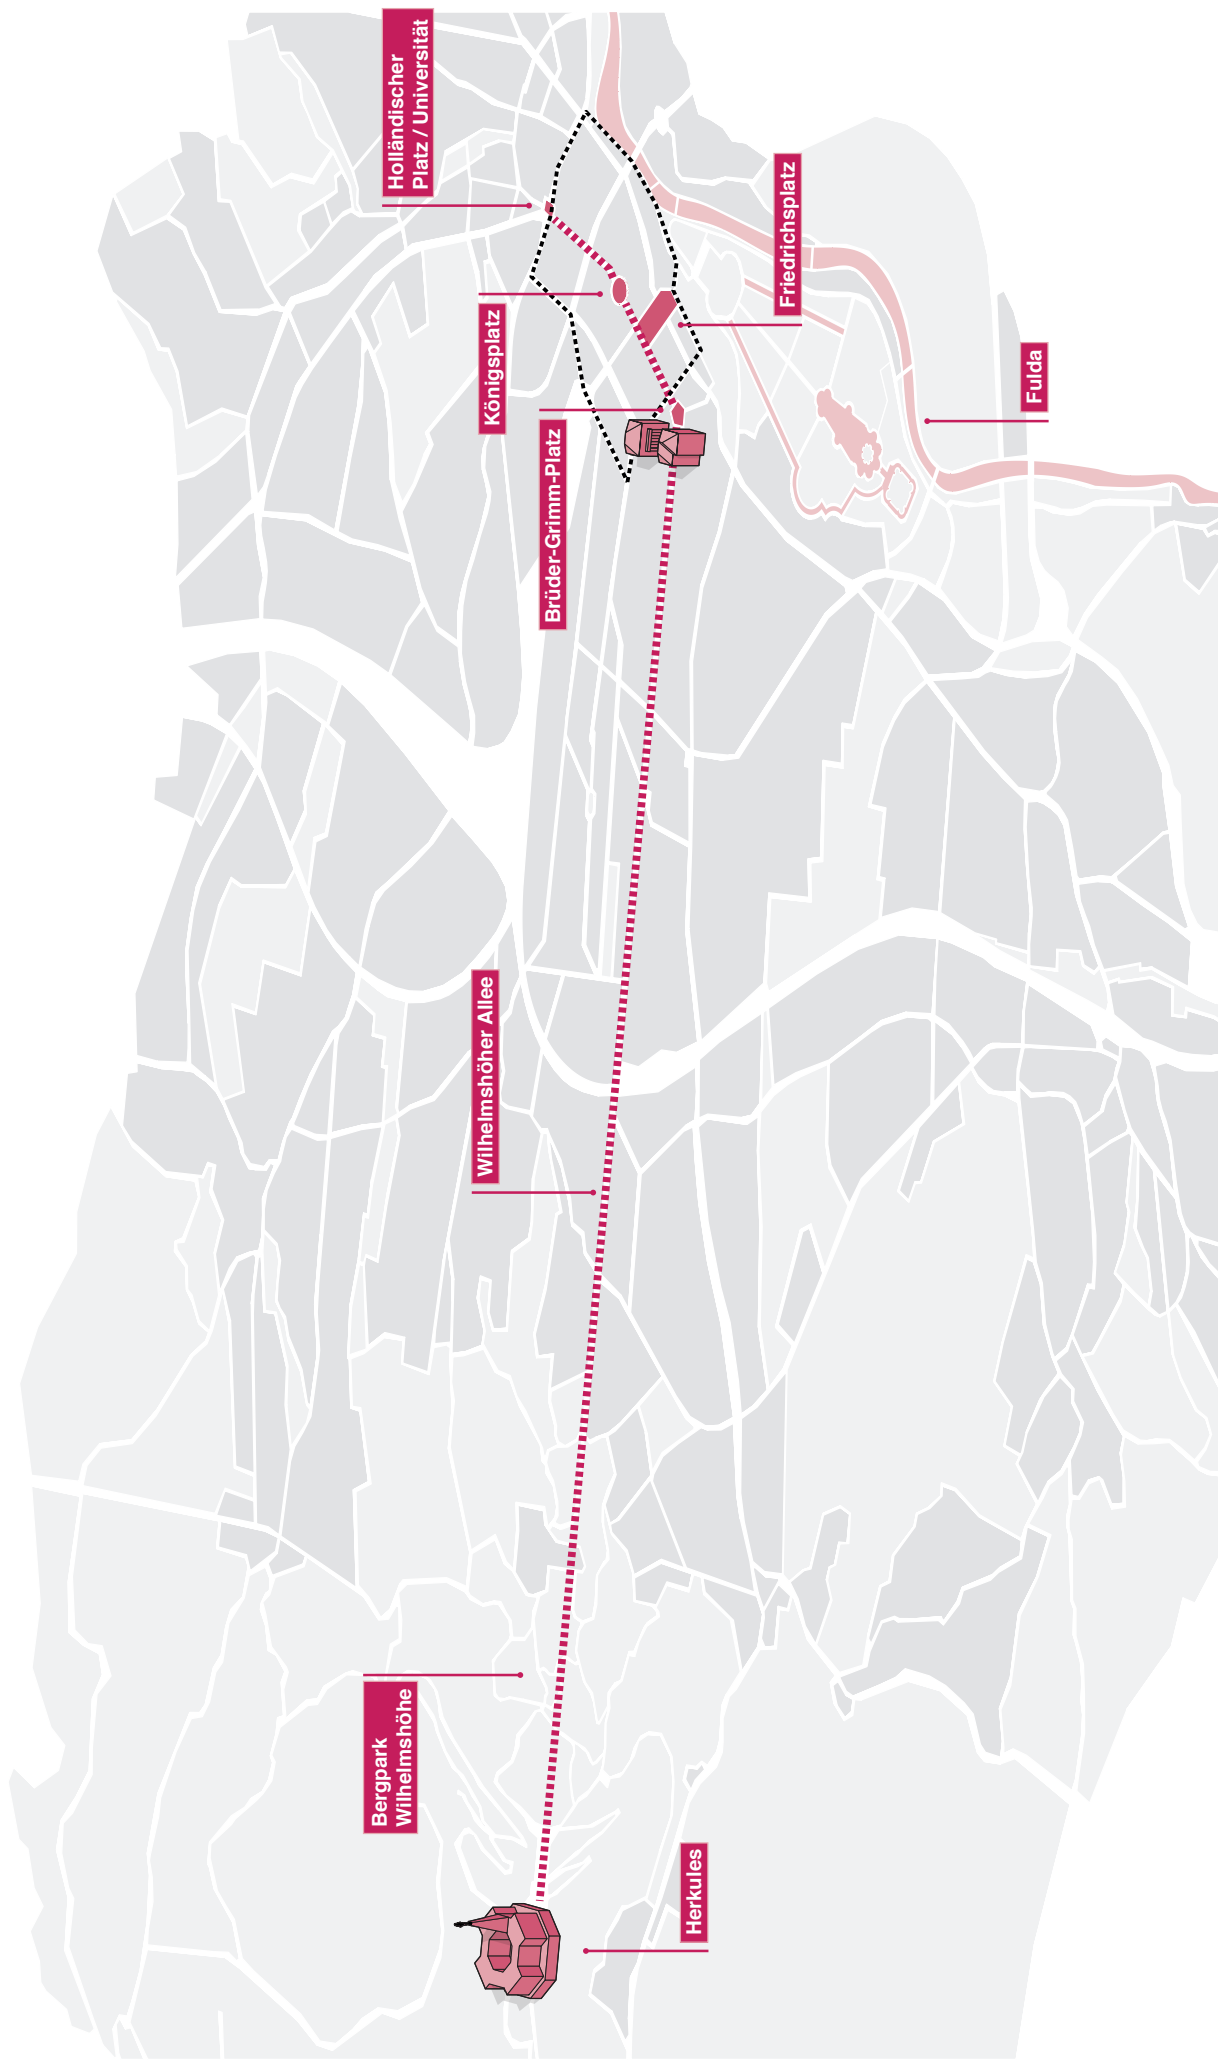 Holländischer
Platz / Universität
Friedrichsplatz
Königsplatz
Fulda
Brüder-Grimm-Platz
Wilhelmshöher Allee
Bergpark
Wilhelmshöhe
Herkules